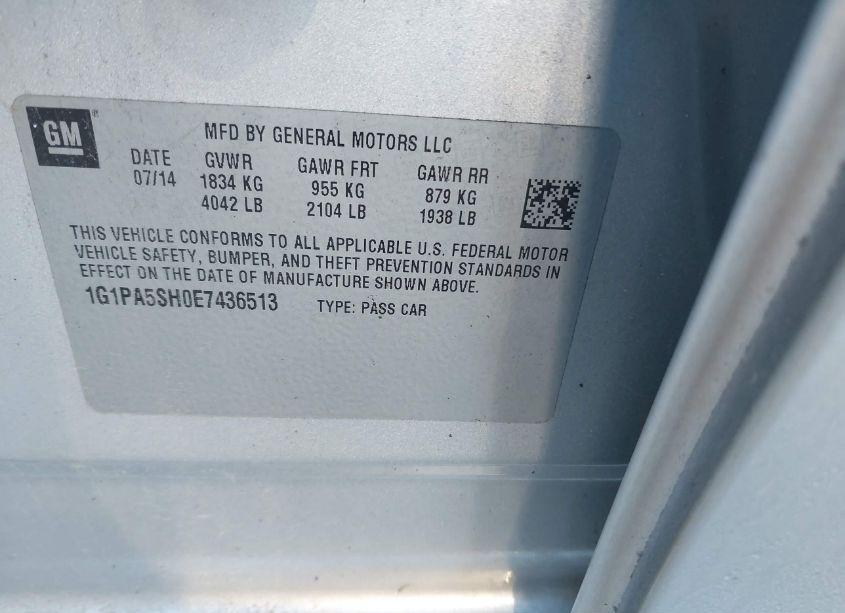 GM
MFD BY GENERAL MOTORS LLC
DATE GVWR GAWR FRT GAWR RR
07/14 1834 KG 955 KG 879 KG
4042 LB 2104 LB 1938 LB
THIS VEHICLE CONFORMS TO ALL APPLICABLE U.S. FEDERAL MOTOR
VEHICLE SAFETY, BUMPER, AND THEFT PREVENTION STANDARDS IN
EFFECT ON THE DATE OF MANUFACTURE SHOWN ABOVE.
1G1PA5SH0E7436513 TYPE: PASS CAR